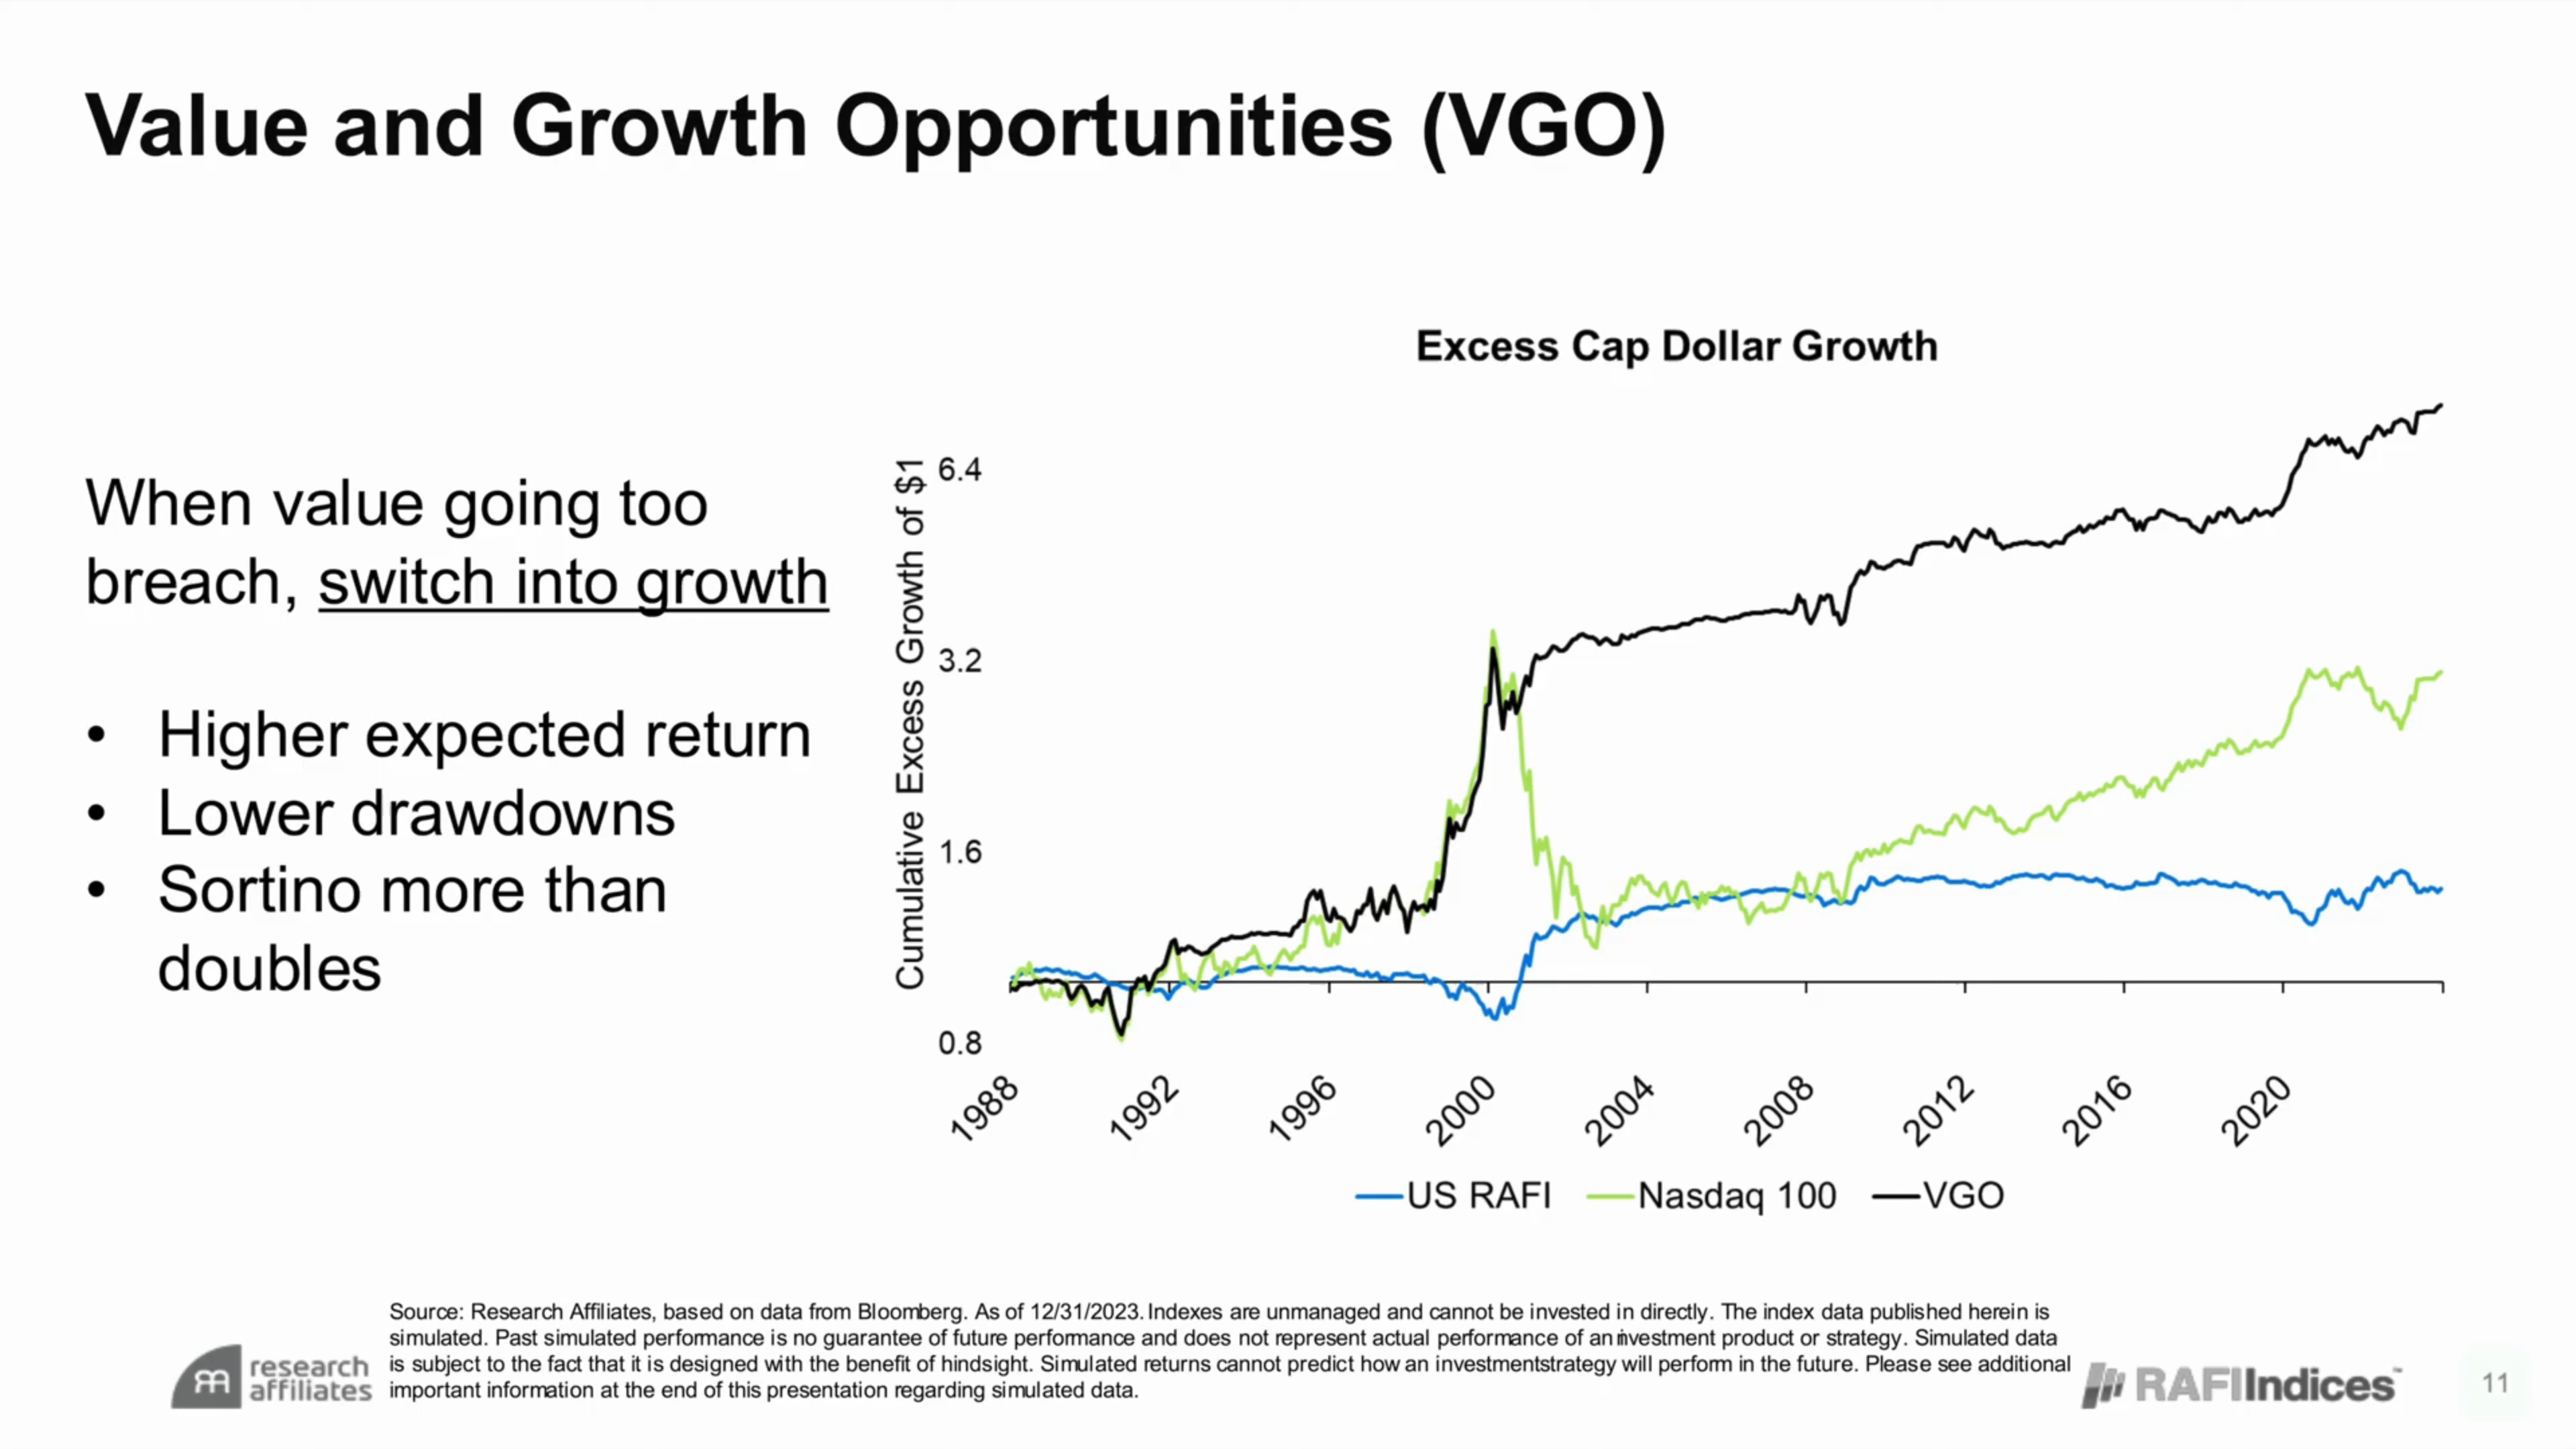 Value and Growth Opportunities (VGO)
When value going too
breach, switch into growth
• Higher expected return
• Lower drawdowns
• Sortino more than
doubles
Excess Cap Dollar Growth
Cumulative Excess Growth of $1
6.4
3.2
1.6
0.8
1988
1992
1996
2000
2004
2008
2012
2016
2020
US RAFI
Nasdaq 100
VGO
Source: Research Affiliates, based on data from Bloomberg. As of 12/31/2023. Indexes are unmanaged and cannot be invested in directly. The index data published herein is
simulated. Past simulated performance is no guarantee of future performance and does not represent actual performance of an investment product or strategy. Simulated data
is subject to the fact that it is designed with the benefit of hindsight. Simulated returns cannot predict how an investmentstrategy will perform in the future. Please see additional
important information at the end of this presentation regarding simulated data.
research
affiliates
RAFI Indices™
11